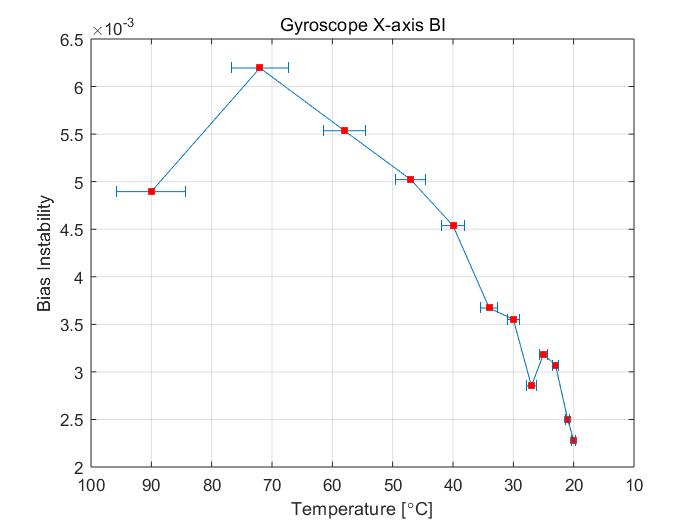 Gyroscope X-axis BI
×10⁻³
6.5
6
5.5
5
4.5
4
3.5
3
2.5
2
Bias Instability
100 90 80 70 60 50 40 30 20 10
Temperature [°C]